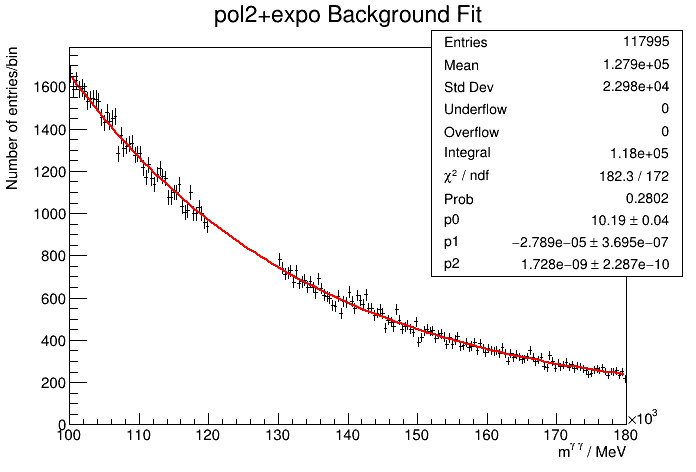 pol2+expo Background Fit
Number of entries/bin
Entries 117995
Mean 1.279e+05
Std Dev 2.298e+04
Underflow 0
Overflow 0
Integral 1.18e+05
χ² / ndf 182.3 / 172
Prob 0.2802
p0 10.19 ± 0.04
p1 −2.789e−05 ± 3.695e−07
p2 1.728e−09 ± 2.287e−10
1600
1400
1200
1000
800
600
400
200
0
100 110 120 130 140 150 160 170 180
×10³
m^γγ / MeV